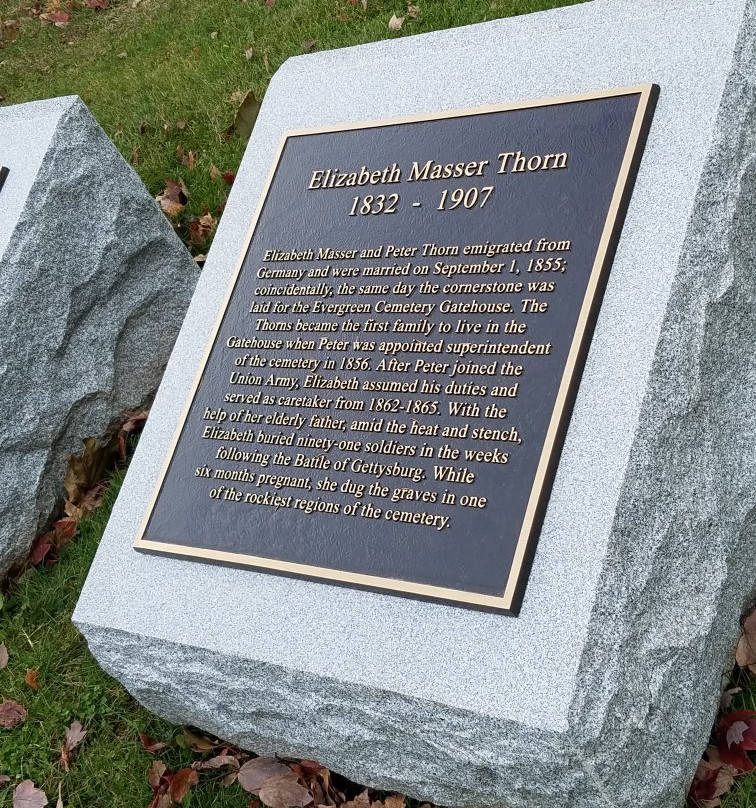 Elizabeth Masser Thorn
1832 - 1907
Elizabeth Masser and Peter Thorn emigrated from
Germany and were married on September 1, 1855;
coincidentally, the same day the cornerstone was
laid for the Evergreen Cemetery Gatehouse. The
Thorns became the first family to live in the
Gatehouse when Peter was appointed superintendent
of the cemetery in 1856. After Peter joined the
Union Army, Elizabeth assumed his duties and
served as caretaker from 1862-1865. With the
help of her elderly father, amid the heat and stench,
Elizabeth buried ninety-one soldiers in the weeks
following the Battle of Gettysburg. While
six months pregnant, she dug the graves in one
of the rockiest regions of the cemetery.